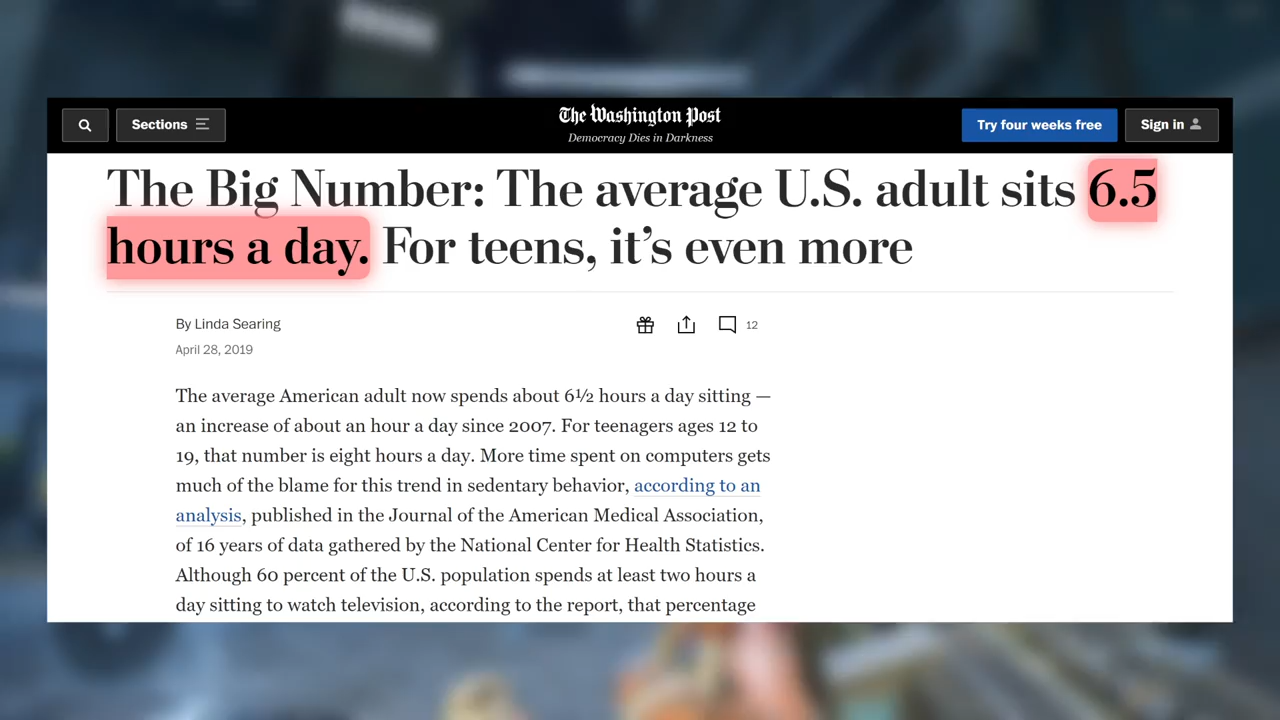 Sections
The Washington Post
Democracy Dies in Darkness
Try four weeks free
Sign in
The Big Number: The average U.S. adult sits 6.5
hours a day. For teens, it’s even more
By Linda Searing
12
April 28, 2019
The average American adult now spends about 6½ hours a day sitting —
an increase of about an hour a day since 2007. For teenagers ages 12 to
19, that number is eight hours a day. More time spent on computers gets
much of the blame for this trend in sedentary behavior, according to an
analysis, published in the Journal of the American Medical Association,
of 16 years of data gathered by the National Center for Health Statistics.
Although 60 percent of the U.S. population spends at least two hours a
day sitting to watch television, according to the report, that percentage